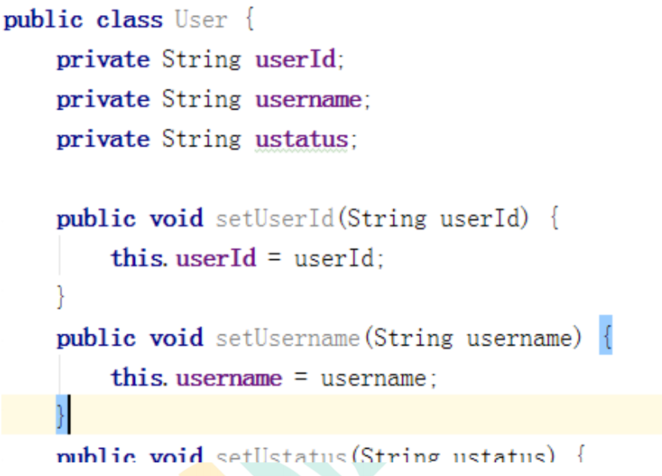 public class User {
    private String userId;
    private String username;
    private String ustatus;

    public void setUserId(String userId) {
        this.userId = userId;
    }
    public void setUsername(String username) {
        this.username = username;
    }
    public void setUstatus(String ustatus) {